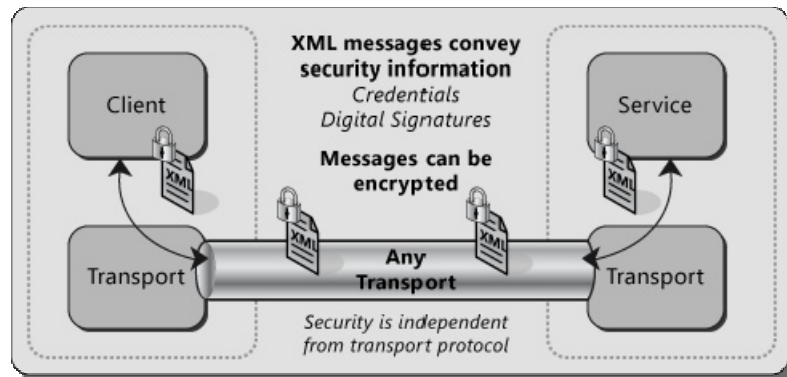 XML messages convey
security information
Credentials
Digital Signatures
Client
Service
Messages can be
encrypted
XML
XML
XML
XML
Transport
Any
Transport
Transport
Security is independent
from transport protocol